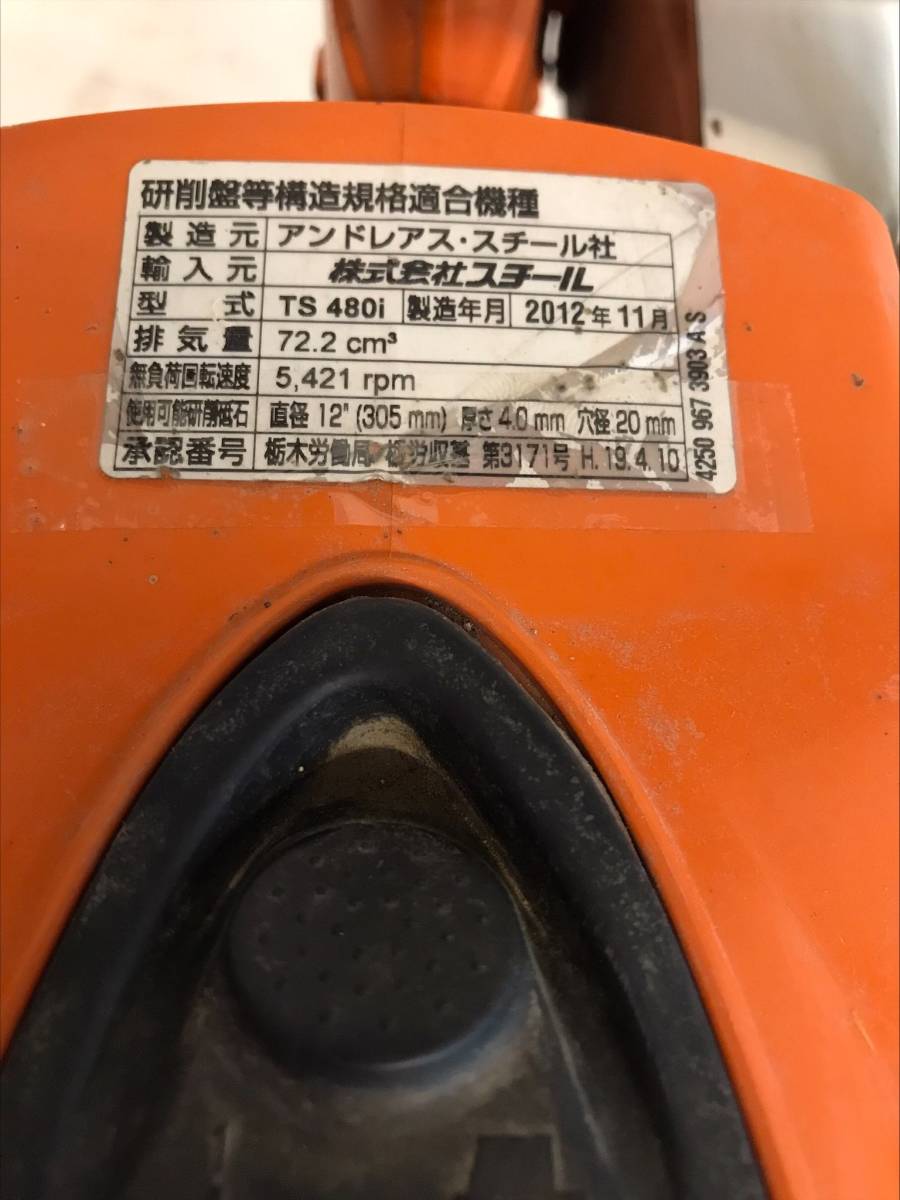 研削盤等構造規格適合機種
製造元 アンドレアス・スチール社
輸入元 株式会社スチール
型式 TS 480i 製造年月 2012年11月
排気量 72.2 cm³
無負荷回転速度 5,421 rpm
使用可能研削砥石 直径 12" (305 mm) 厚さ 4.0 mm 穴径 20 mm
承認番号 栃木労働局 栃労収基 第3171号 H.19.4.10
4250 967 3903 A S